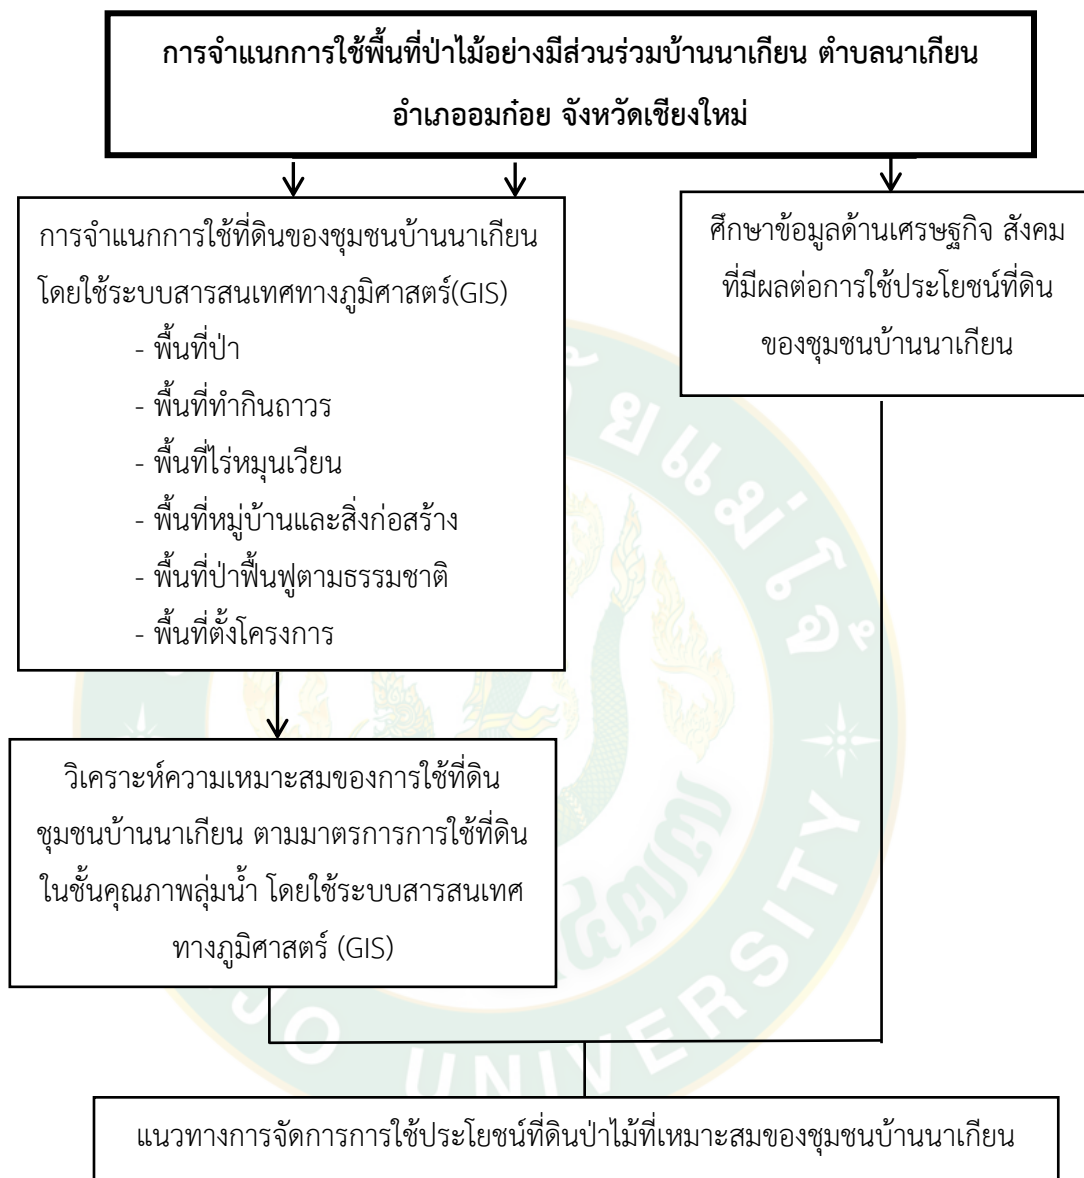 การจำแนกการใช้พื้นที่ป่าไม้อย่างมีส่วนร่วมบ้านนาเกียน ตำบลนาเกียน
อำเภออมก๋อย จังหวัดเชียงใหม่
การจำแนกการใช้ที่ดินของชุมชนบ้านนาเกียน
โดยใช้ระบบสารสนเทศทางภูมิศาสตร์(GIS)
- พื้นที่ป่า
- พื้นที่ทำกินถาวร
- พื้นที่ไร่หมุนเวียน
- พื้นที่หมู่บ้านและสิ่งก่อสร้าง
- พื้นที่ป่าฟื้นฟูตามธรรมชาติ
- พื้นที่ตั้งโครงการ
ศึกษาข้อมูลด้านเศรษฐกิจ สังคม
ที่มีผลต่อการใช้ประโยชน์ที่ดิน
ของชุมชนบ้านนาเกียน
วิเคราะห์ความเหมาะสมของการใช้ที่ดิน
ชุมชนบ้านนาเกียน ตามมาตรการการใช้ที่ดิน
ในชั้นคุณภาพลุ่มน้ำ โดยใช้ระบบสารสนเทศ
ทางภูมิศาสตร์ (GIS)
แนวทางการจัดการการใช้ประโยชน์ที่ดินป่าไม้ที่เหมาะสมของชุมชนบ้านนาเกียน
ยแม่โจ้
JO UNIVERSITY